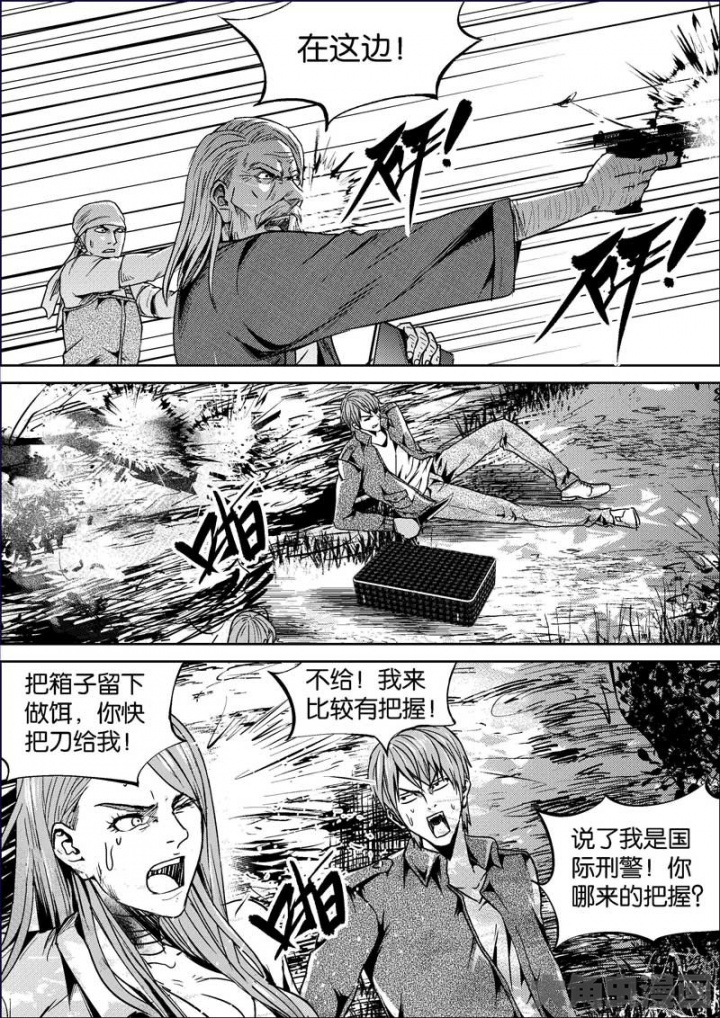 在这边！
砰！
砰！
啪
把箱子留下
做饵，你快
把刀给我！
不给！我来
比较有把握！
啪
说了我是国
际刑警！你
哪来的把握？